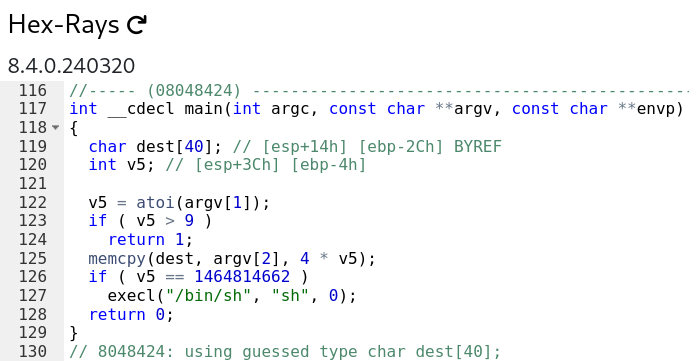 Hex-Rays
8.4.0.240320
116 //----- (08048424) --------------------------------------------
117 int __cdecl main(int argc, const char **argv, const char **envp)
118 {
119   char dest[40]; // [esp+14h] [ebp-2Ch] BYREF
120   int v5; // [esp+3Ch] [ebp-4h]
121
122   v5 = atoi(argv[1]);
123   if ( v5 > 9 )
124     return 1;
125   memcpy(dest, argv[2], 4 * v5);
126   if ( v5 == 1464814662 )
127     execl("/bin/sh", "sh", 0);
128   return 0;
129 }
130 // 8048424: using guessed type char dest[40];